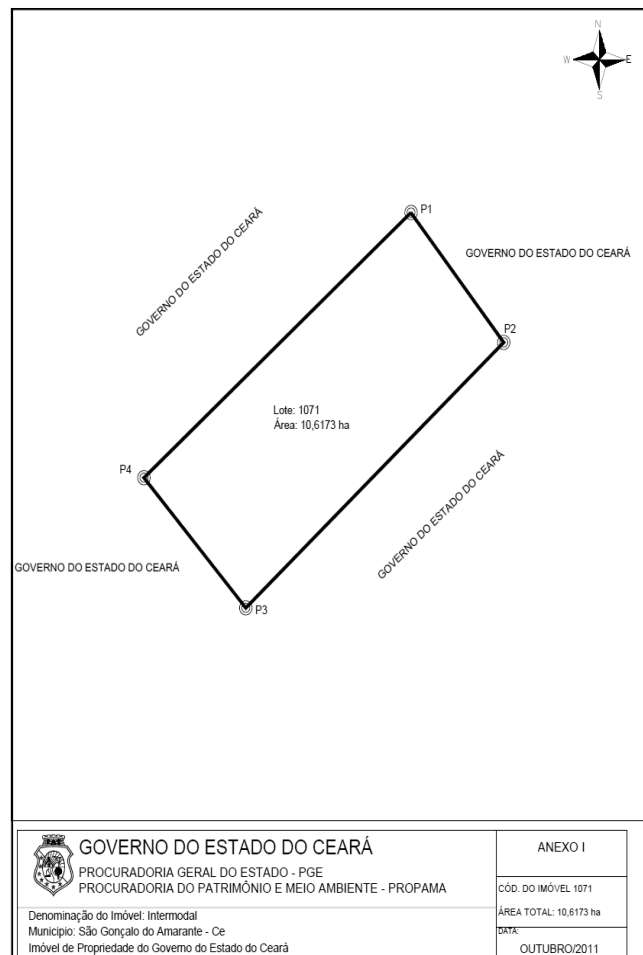 N
W E
S
P1
GOVERNO DO ESTADO DO CEARÁ
GOVERNO DO ESTADO DO CEARÁ
P2
Lote: 1071
Área: 10,6173 ha
P4
GOVERNO DO ESTADO DO CEARÁ
GOVERNO DO ESTADO DO CEARÁ
P3
GOVERNO DO ESTADO DO CEARÁ
PROCURADORIA GERAL DO ESTADO - PGE
PROCURADORIA DO PATRIMÔNIO E MEIO AMBIENTE - PROPAMA
Denominação do Imóvel: Intermodal
Municipio: São Gonçalo do Amarante - Ce
Imóvel de Propriedade do Governo do Estado do Ceará
ANEXO I
CÓD. DO IMÓVEL 1071
ÁREA TOTAL: 10,6173 ha
DATA:
OUTUBRO/2011